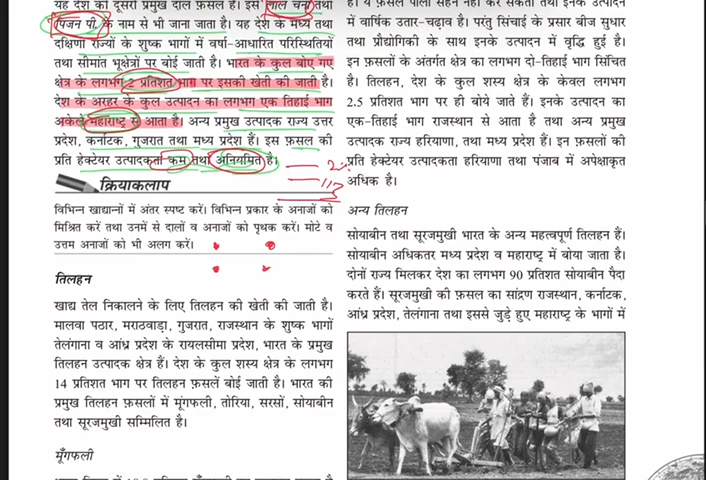 यह देश का दूसरा प्रमुख दाल फ़सल है। इसे लाल चना तथा
पिजन पी. के नाम से भी जाना जाता है। यह देश के मध्य तथा
दक्षिणी राज्यों के शुष्क भागों में वर्षा-आधारित परिस्थितियों
तथा सीमांत भूक्षेत्रों पर बोई जाती है। भारत के कुल बोए गए
क्षेत्र के लगभग 2 प्रतिशत भाग पर इसकी खेती की जाती है।
देश के अरहर के कुल उत्पादन का लगभग एक तिहाई भाग
अकेले महाराष्ट्र से आता है। अन्य प्रमुख उत्पादक राज्य उत्तर
प्रदेश, कर्नाटक, गुजरात तथा मध्य प्रदेश हैं। इस फ़सल की
प्रति हेक्टेयर उत्पादकता कम तथा अनियमित है।
क्रियाकलाप
विभिन्न खाद्यान्नों में अंतर स्पष्ट करें। विभिन्न प्रकार के अनाजों को
मिश्रित करें तथा उनमें से दालों व अनाजों को पृथक करें। मोटे व
उत्तम अनाजों को भी अलग करें।
तिलहन
खाद्य तेल निकालने के लिए तिलहन की खेती की जाती है।
मालवा पठार, मराठवाड़ा, गुजरात, राजस्थान के शुष्क भागों
तेलंगाना व आंध्र प्रदेश के रायलसीमा प्रदेश, भारत के प्रमुख
तिलहन उत्पादक क्षेत्र हैं। देश के कुल शस्य क्षेत्र के लगभग
14 प्रतिशत भाग पर तिलहन फ़सलें बोई जाती है। भारत की
प्रमुख तिलहन फ़सलों में मूंगफली, तोरिया, सरसों, सोयाबीन
तथा सूरजमुखी सम्मिलित है।
मूँगफली
है। ये फ़सलें पाला सहन नहीं कर सकतीं तथा इनके उत्पादन
में वार्षिक उतार-चढ़ाव है। परंतु सिंचाई के प्रसार बीज सुधार
तथा प्रौद्योगिकी के साथ इनके उत्पादन में वृद्धि हुई है।
इन फ़सलों के अंतर्गत क्षेत्र का लगभग दो-तिहाई भाग सिंचित
है। तिलहन, देश के कुल शस्य क्षेत्र के केवल लगभग
2.5 प्रतिशत भाग पर ही बोये जाते हैं। इनके उत्पादन का
एक-तिहाई भाग राजस्थान से आता है तथा अन्य प्रमुख
उत्पादक राज्य हरियाणा, तथा मध्य प्रदेश हैं। इन फ़सलों की
प्रति हेक्टेयर उत्पादकता हरियाणा तथा पंजाब में अपेक्षाकृत
अधिक है।
अन्य तिलहन
सोयाबीन तथा सूरजमुखी भारत के अन्य महत्वपूर्ण तिलहन हैं।
सोयाबीन अधिकतर मध्य प्रदेश व महाराष्ट्र में बोया जाता है।
दोनों राज्य मिलकर देश का लगभग 90 प्रतिशत सोयाबीन पैदा
करते हैं। सूरजमुखी की फ़सल का सांद्रण राजस्थान, कर्नाटक,
आंध्र प्रदेश, तेलंगाना तथा इससे जुड़े हुए महाराष्ट्र के भागों में